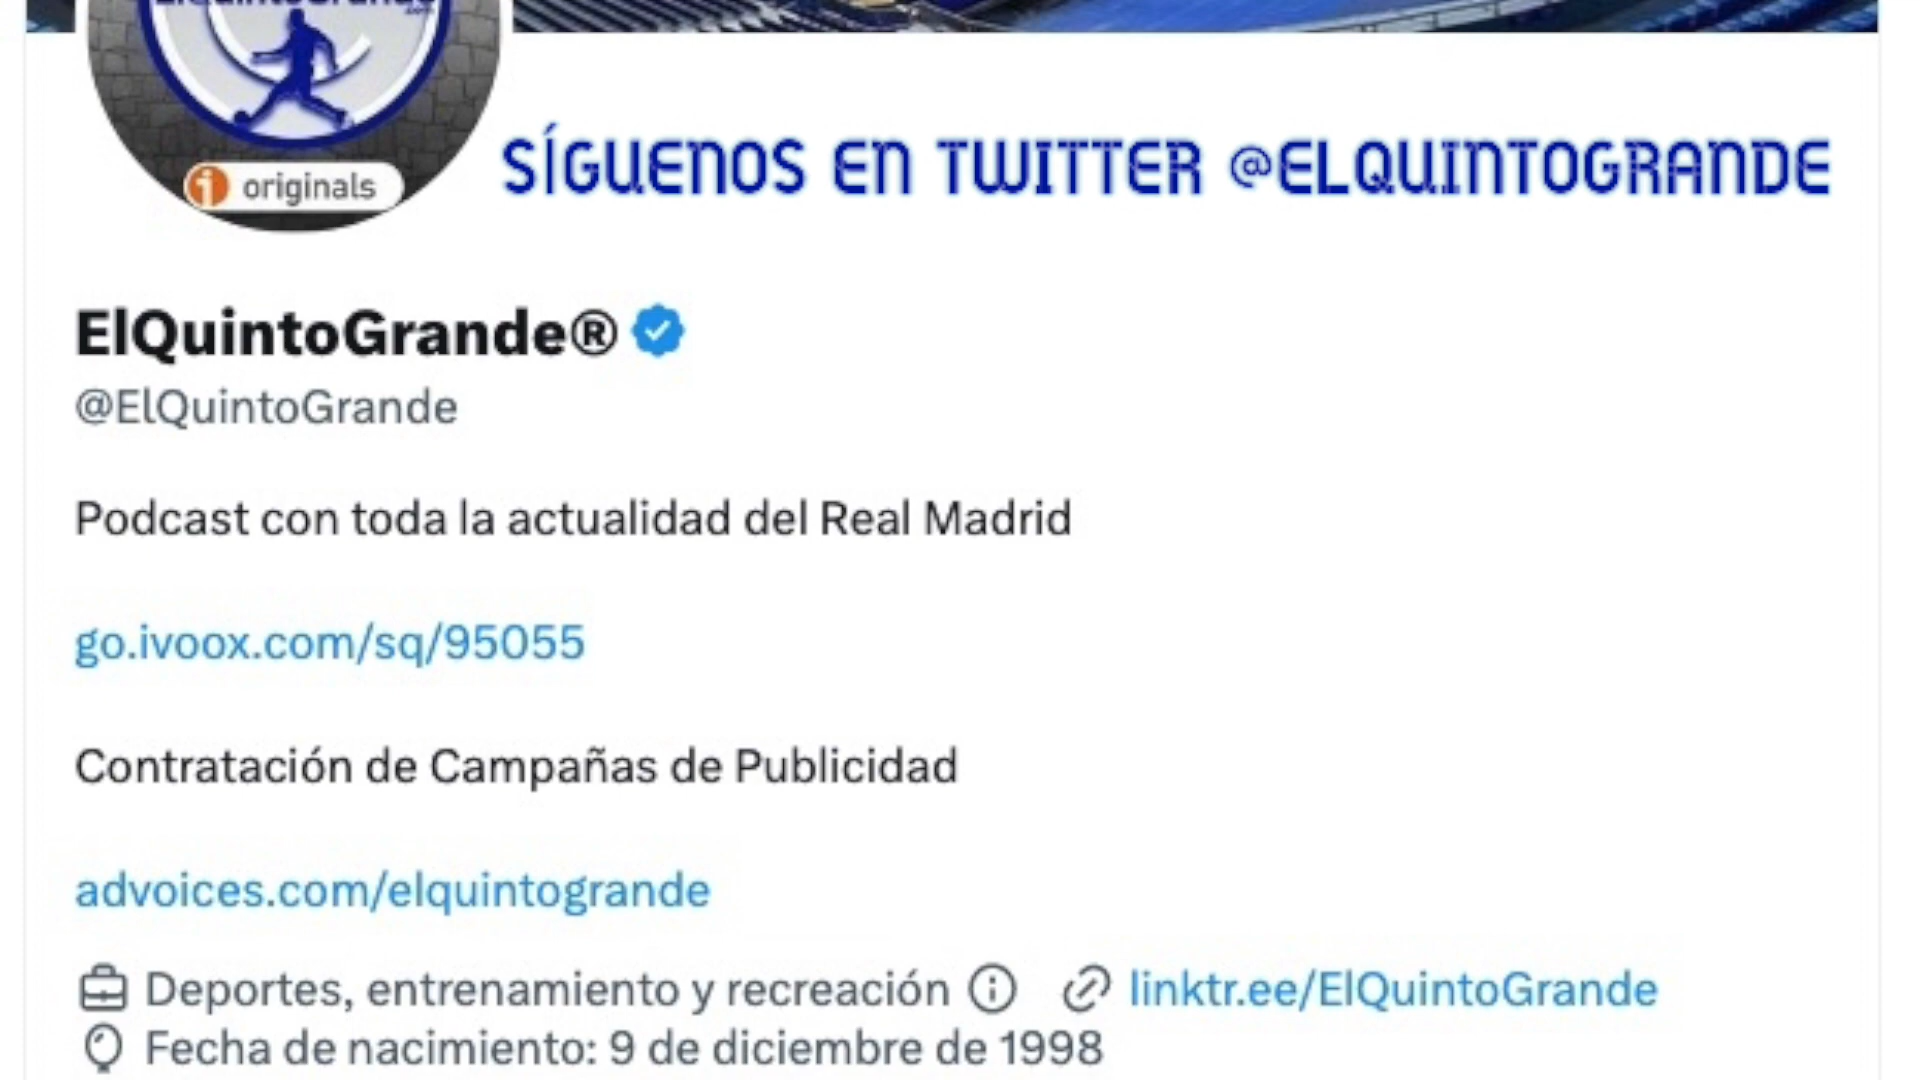 originals
SÍGUENOS EN TWITTER @ELQUINTOGRANDE
ElQuintoGrande®
@ElQuintoGrande
Podcast con toda la actualidad del Real Madrid
go.ivoox.com/sq/95055
Contratación de Campañas de Publicidad
advoices.com/elquintogrande
Deportes, entrenamiento y recreación linktr.ee/ElQuintoGrande
Fecha de nacimiento: 9 de diciembre de 1998